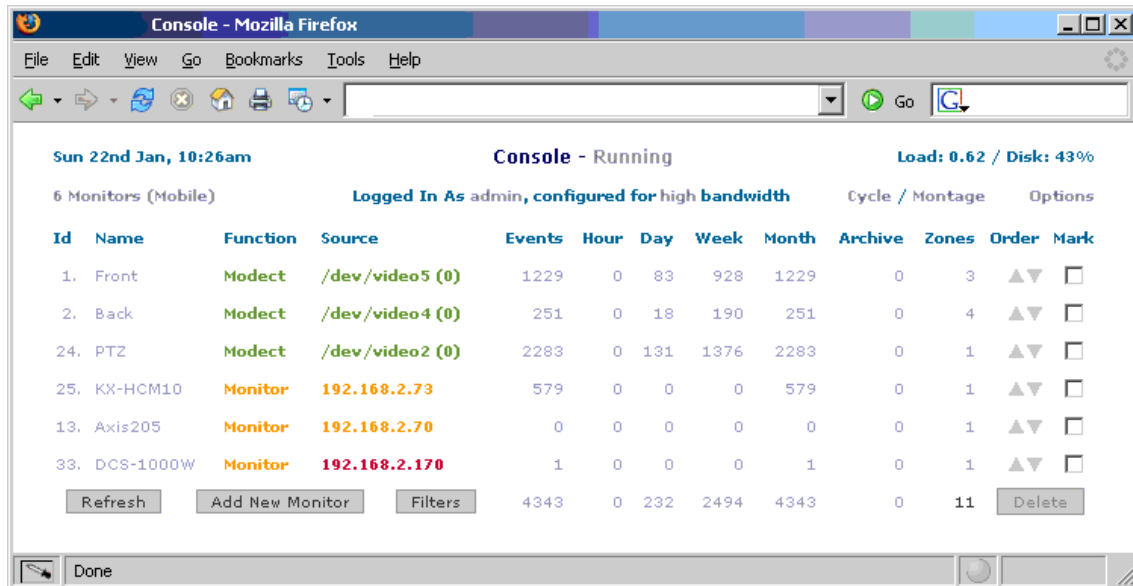 Console - Mozilla Firefox
File Edit View Go Bookmarks Tools Help
Go G
Sun 22nd Jan, 10:26am Console - Running Load: 0.62 / Disk: 43%
6 Monitors (Mobile) Logged In As admin, configured for high bandwidth Cycle / Montage Options
Id Name Function Source Events Hour Day Week Month Archive Zones Order Mark
1. Front Modect /dev/video5 (0) 1229 0 83 928 1229 0 3
2. Back Modect /dev/video4 (0) 251 0 18 190 251 0 4
24. PTZ Modect /dev/video2 (0) 2283 0 131 1376 2283 0 1
25. KX-HCM10 Monitor 192.168.2.73 579 0 0 0 579 0 1
13. Axis205 Monitor 192.168.2.70 0 0 0 0 0 0 1
33. DCS-1000W Monitor 192.168.2.170 1 0 0 0 1 0 1
Refresh Add New Monitor Filters 4343 0 232 2494 4343 0 11 Delete
Done